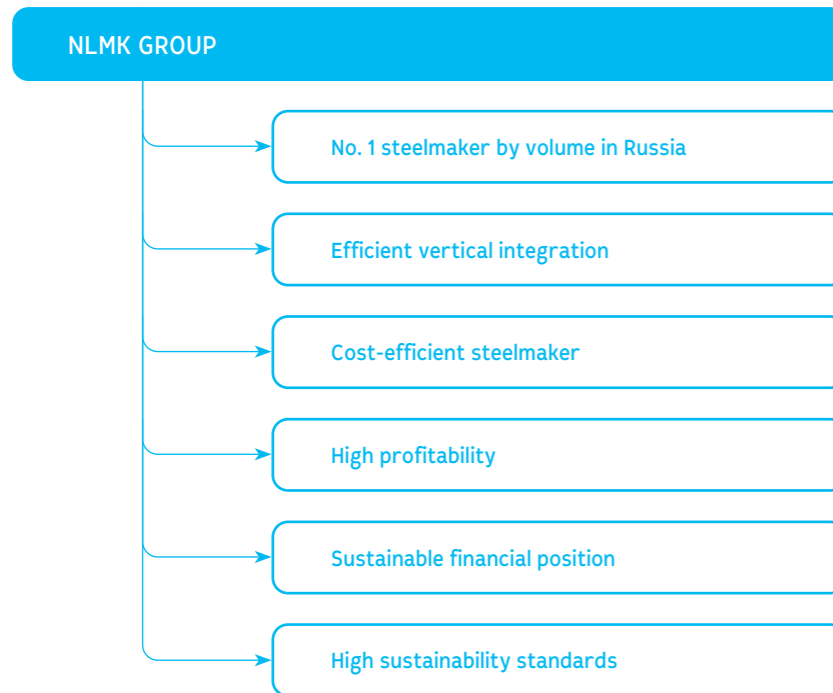 NLMK GROUP
No. 1 steelmaker by volume in Russia
Efficient vertical integration
Cost-efficient steelmaker
High profitability
Sustainable financial position
High sustainability standards